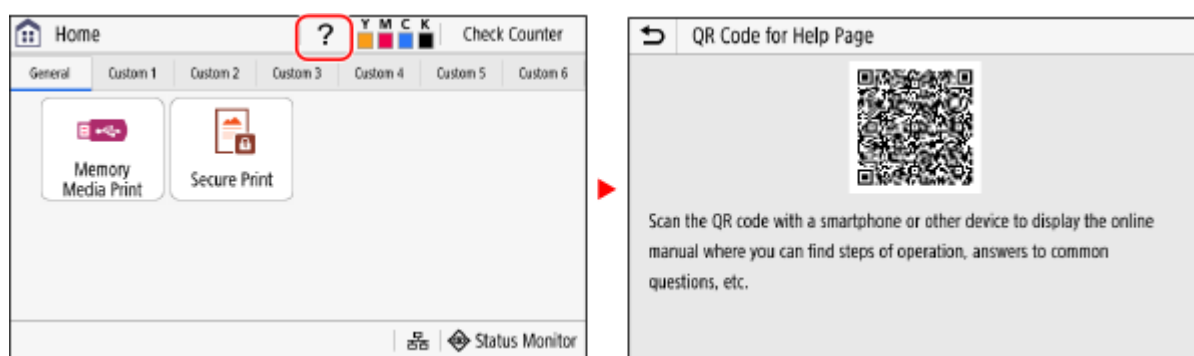 Home
?
Y M C K
Check Counter
General Custom 1 Custom 2 Custom 3 Custom 4 Custom 5 Custom 6
Memory
Media Print
Secure Print
Status Monitor
QR Code for Help Page
Scan the QR code with a smartphone or other device to display the online
manual where you can find steps of operation, answers to common
questions, etc.